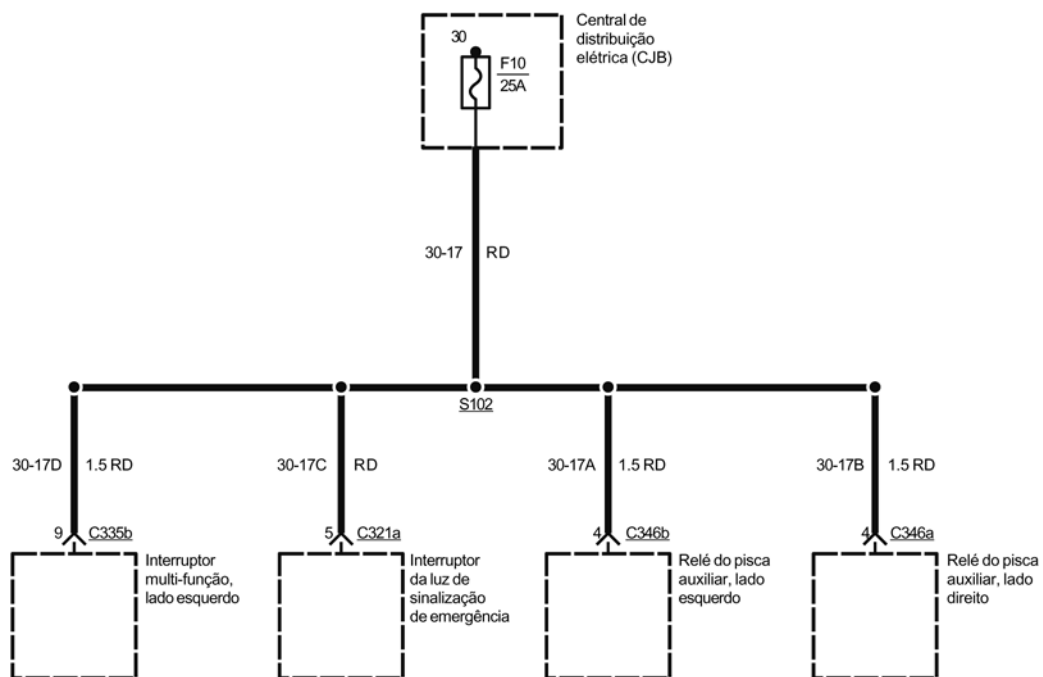 Central de
distribuição
elétrica (CJB)
30
F10
25A
30-17 RD
S102
30-17D 1.5 RD
30-17C RD
30-17A 1.5 RD
30-17B 1.5 RD
9 C335b
5 C321a
4 C346b
4 C346a
Interruptor
multi-função,
lado esquerdo
Interruptor
da luz de
sinalização
de emergência
Relé do pisca
auxiliar, lado
esquerdo
Relé do pisca
auxiliar, lado
direito